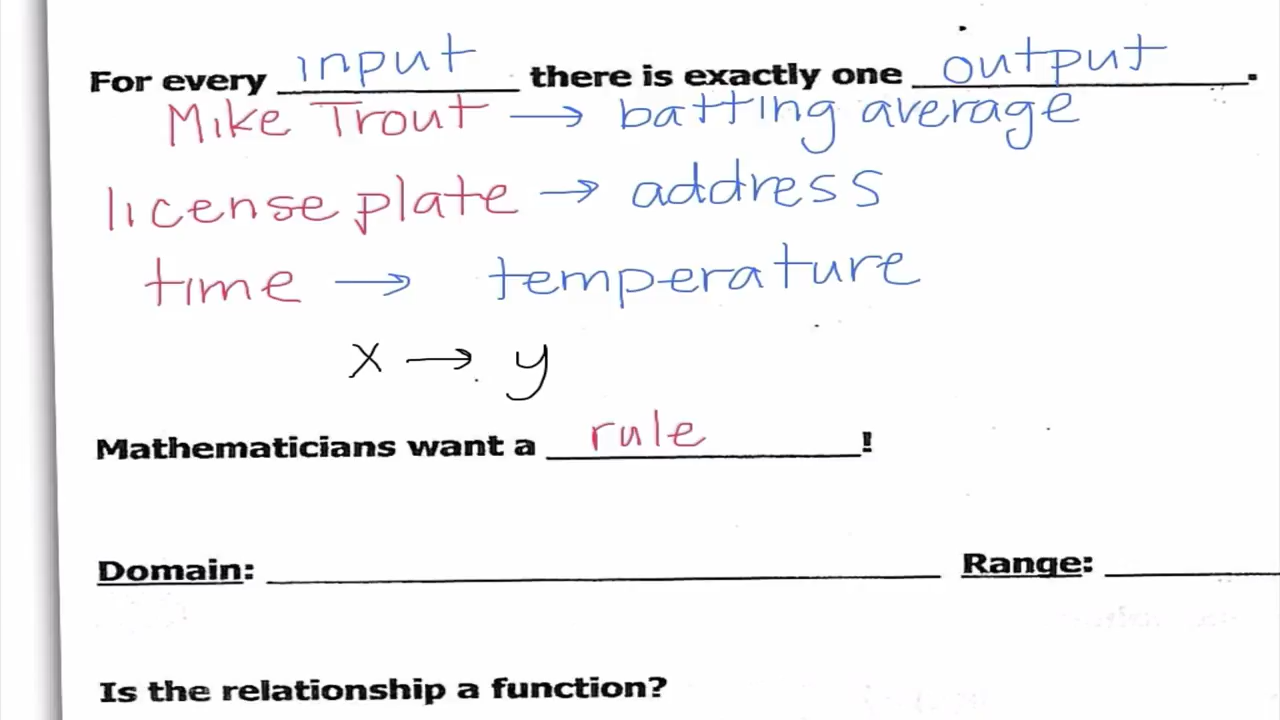 For every input there is exactly one output.
Mike Trout → batting average
license plate → address
time → temperature
x → y
Mathematicians want a rule!
Domain: Range:
Is the relationship a function?